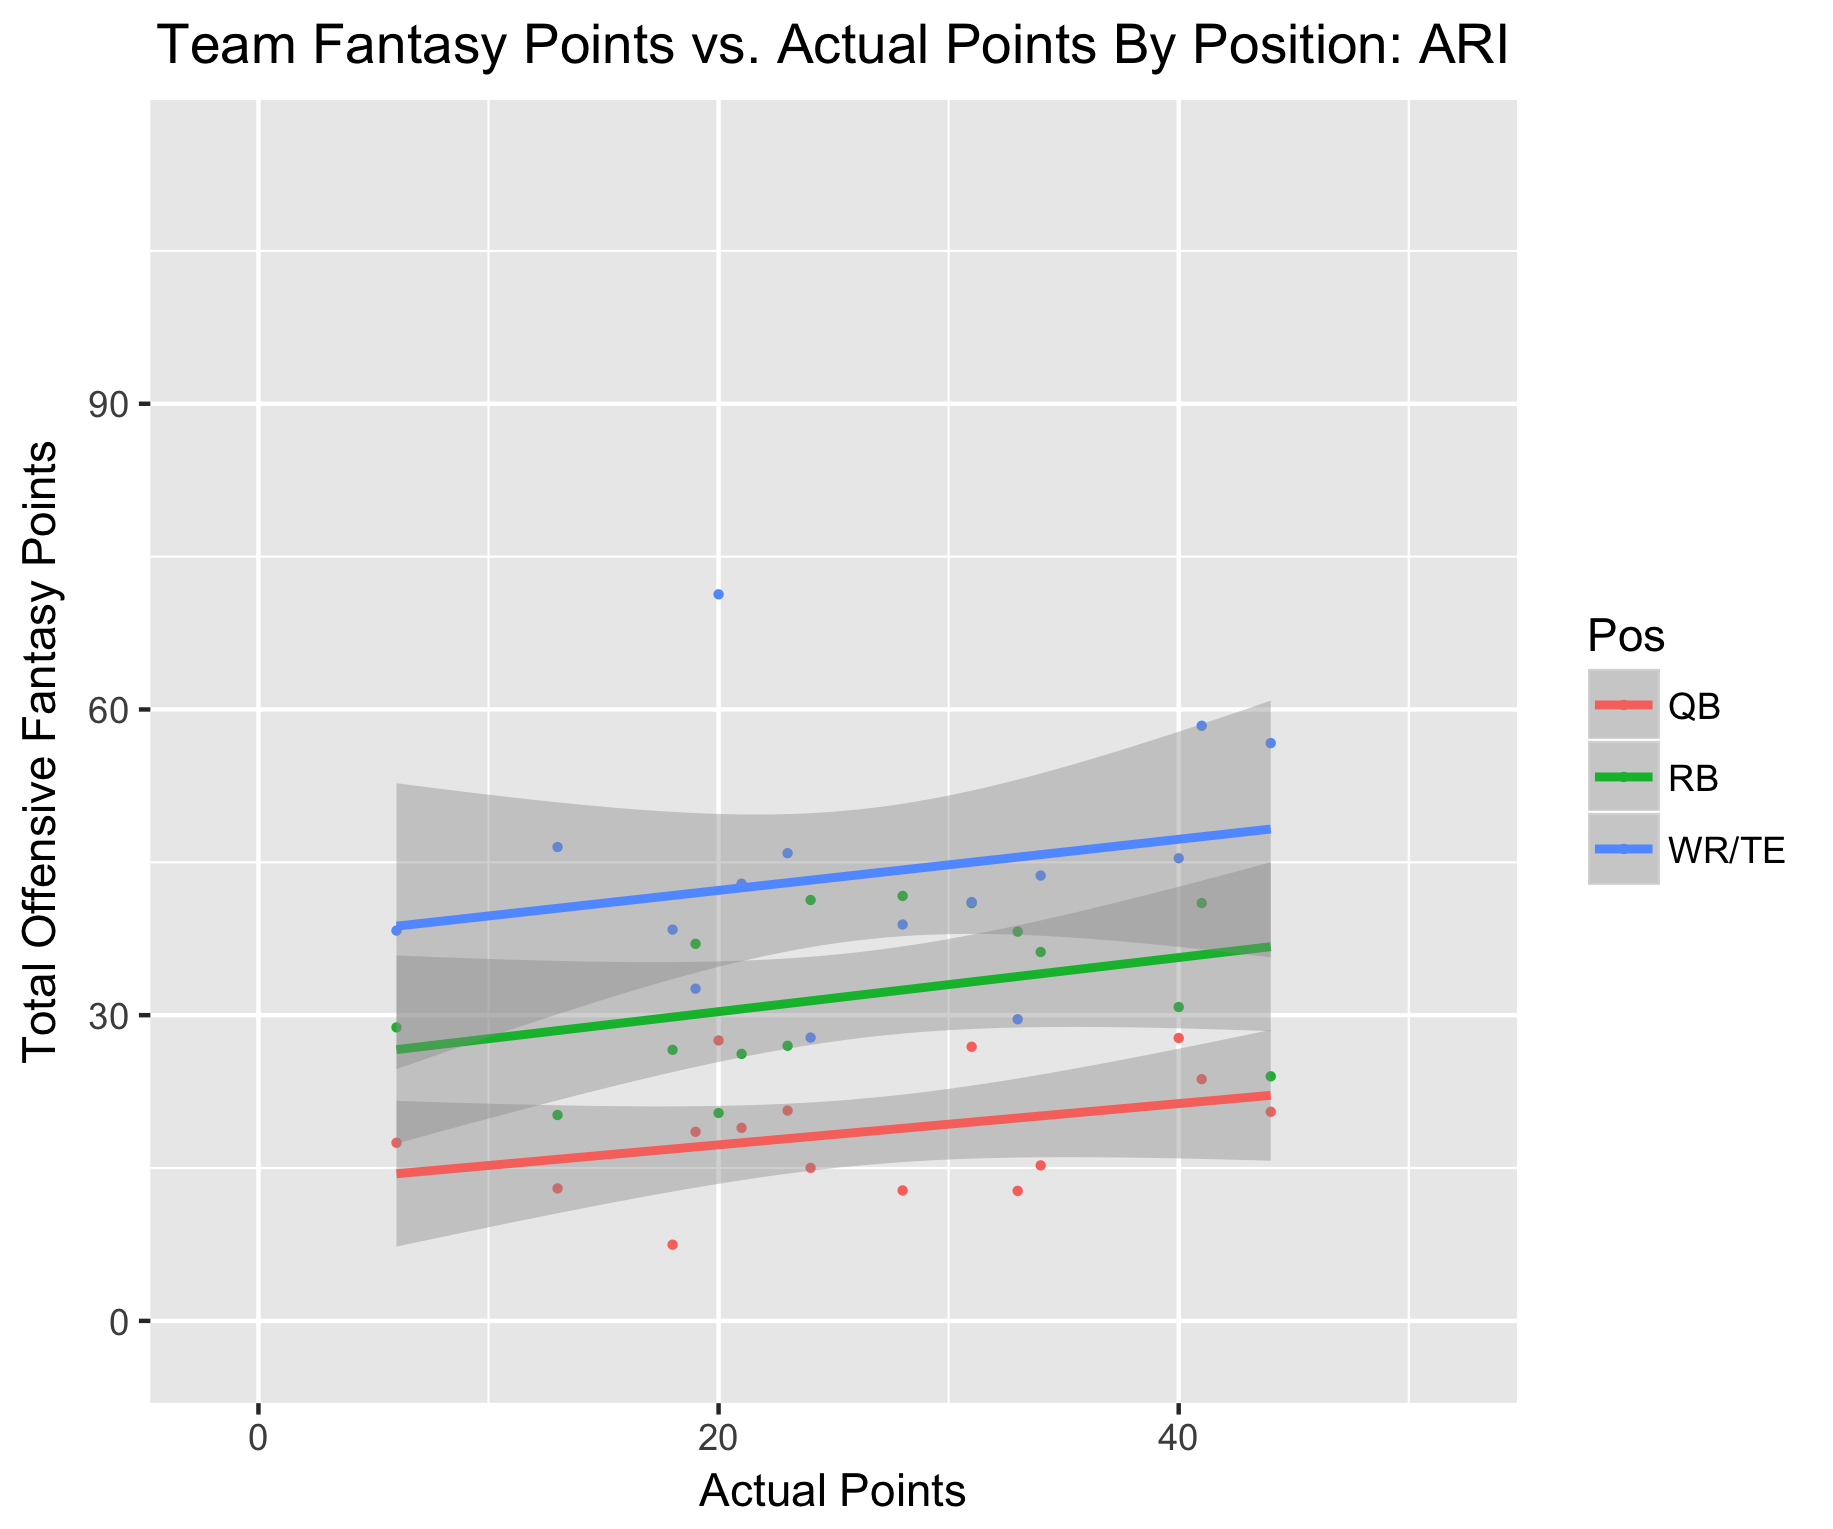 Team Fantasy Points vs. Actual Points By Position: ARI
Total Offensive Fantasy Points
90
60
30
0
0 20 40
Actual Points
Pos
QB
RB
WR/TE